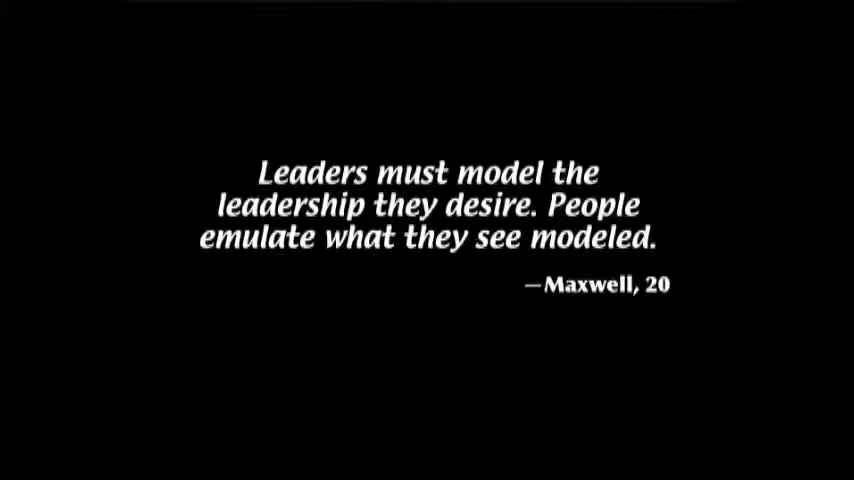 Leaders must model the
leadership they desire. People
emulate what they see modeled.
—Maxwell, 20